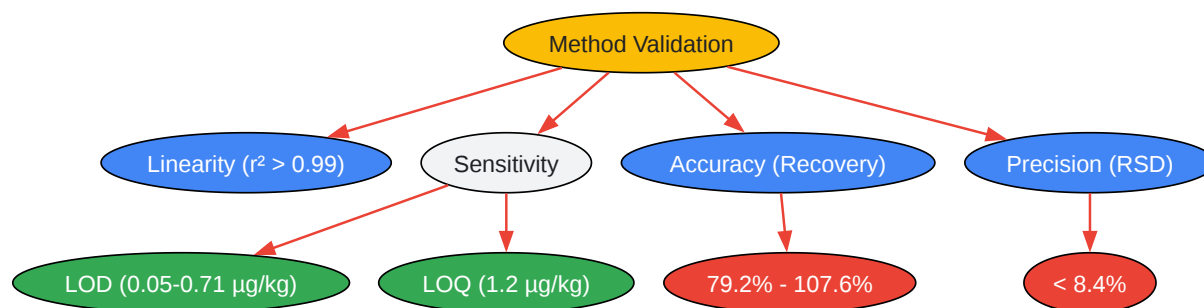 Method Validation
Linearity (r² > 0.99)
Sensitivity
Accuracy (Recovery)
Precision (RSD)
LOD (0.05-0.71 µg/kg)
LOQ (1.2 µg/kg)
79.2% - 107.6%
< 8.4%